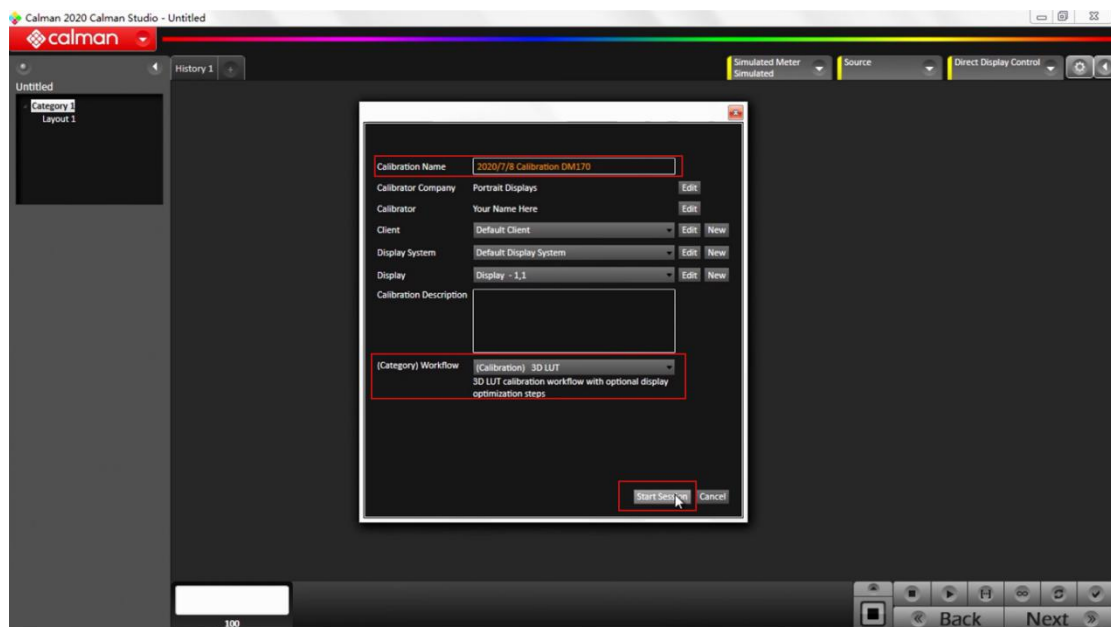 Calman 2020 Calman Studio - Untitled
calman
History 1
Simulated Meter
Simulated
Source
Direct Display Control
Untitled
Category 1
Layout 1
Calibration Name
2020/7/8 Calibration DM170
Calibrator Company
Portrait Displays
Edit
Calibrator
Your Name Here
Edit
Client
Default Client
Edit
New
Display System
Default Display System
Edit
New
Display
Display - 1,1
Edit
New
Calibration Description
(Category) Workflow
(Calibration) 3D LUT
3D LUT calibration workflow with optional display
optimization steps
Start Session
Cancel
100
Back
Next